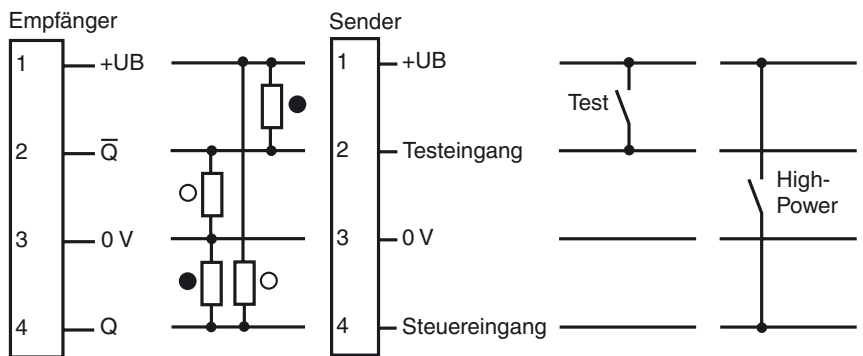 Empfänger
1 +UB
2 Q̅
3 0 V
4 Q
Sender
1 +UB
2 Testeingang
3 0 V
4 Steuereingang
Test
High-
Power